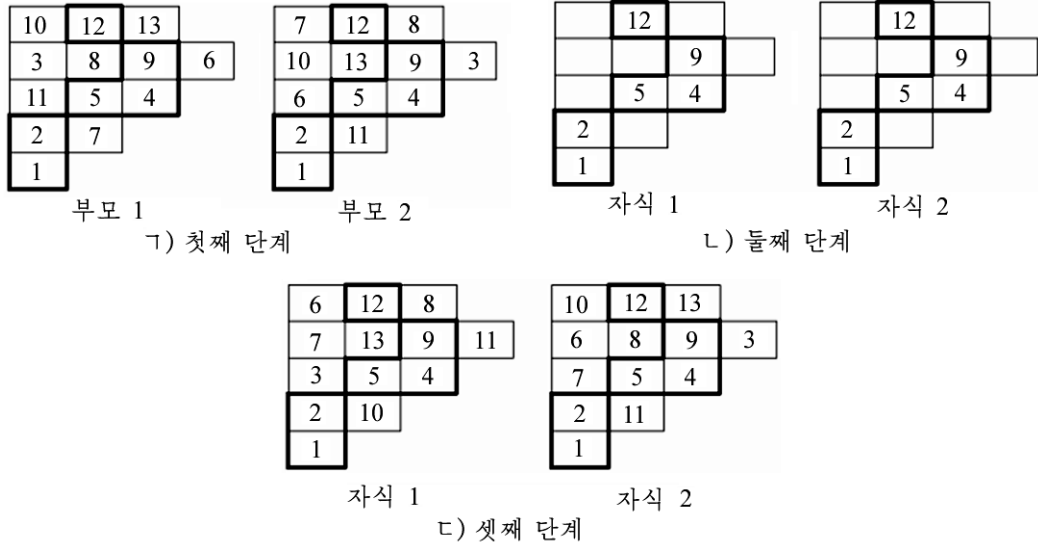 10 12 13 7 12 8 12 12
3 8 9 6 10 13 9 3 9 9
11 5 4 6 5 4 5 4 5 4
2 7 2 11 2 2
1 1 1 1
부모 1 부모 2 자식 1 자식 2
ㄱ) 첫째 단계 ㄴ) 둘째 단계
6 12 8 10 12 13
7 13 9 11 6 8 9 3
3 5 4 7 5 4
2 10 2 11
1 1
자식 1 자식 2
ㄷ) 셋째 단계